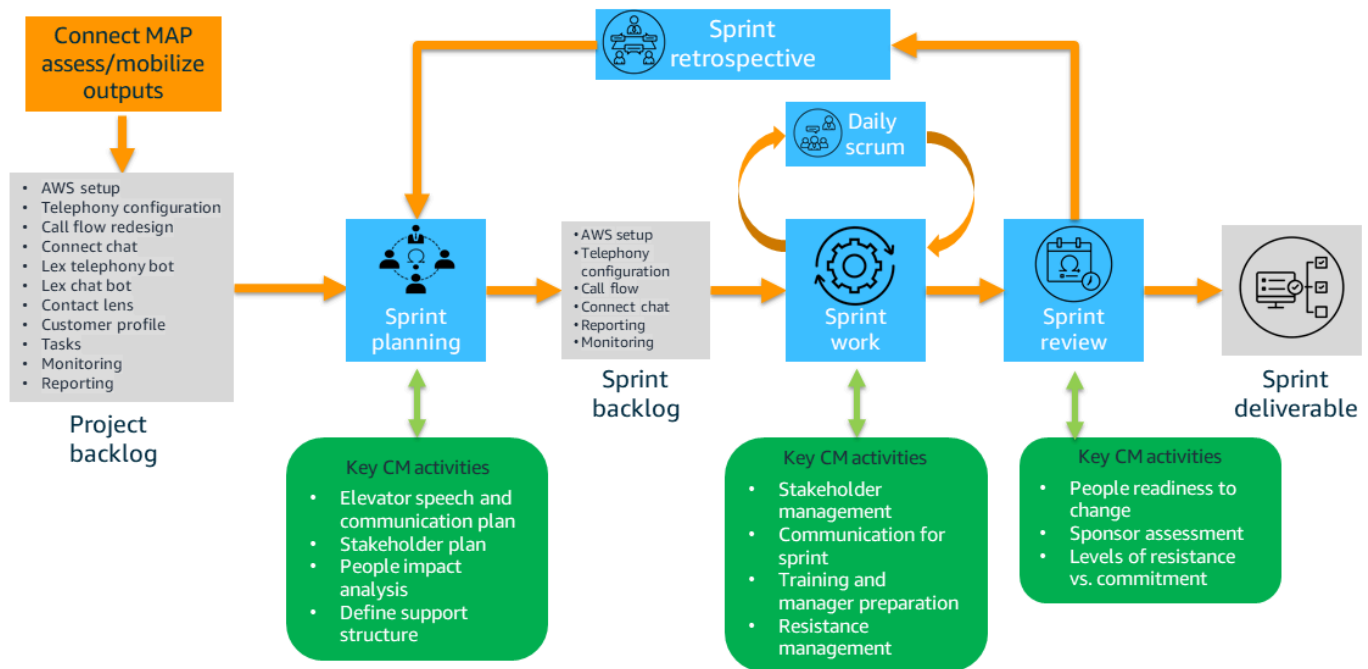 Connect MAP
assess/mobilize
outputs
Sprint
retrospective
Daily
scrum
• AWS setup
• Telephony configuration
• Call flow redesign
• Connect chat
• Lex telephony bot
• Lex chat bot
• Contact lens
• Customer profile
• Tasks
• Monitoring
• Reporting
Project
backlog
Sprint
planning
• AWS setup
• Telephony
configuration
• Call flow
• Connect chat
• Reporting
• Monitoring
Sprint
backlog
Sprint
work
Sprint
review
Sprint
deliverable
Key CM activities
• Elevator speech and
communication plan
• Stakeholder plan
• People impact
analysis
• Define support
structure
Key CM activities
• Stakeholder
management
• Communication for
sprint
• Training and
manager preparation
• Resistance
management
Key CM activities
• People readiness to
change
• Sponsor assessment
• Levels of resistance
vs. commitment